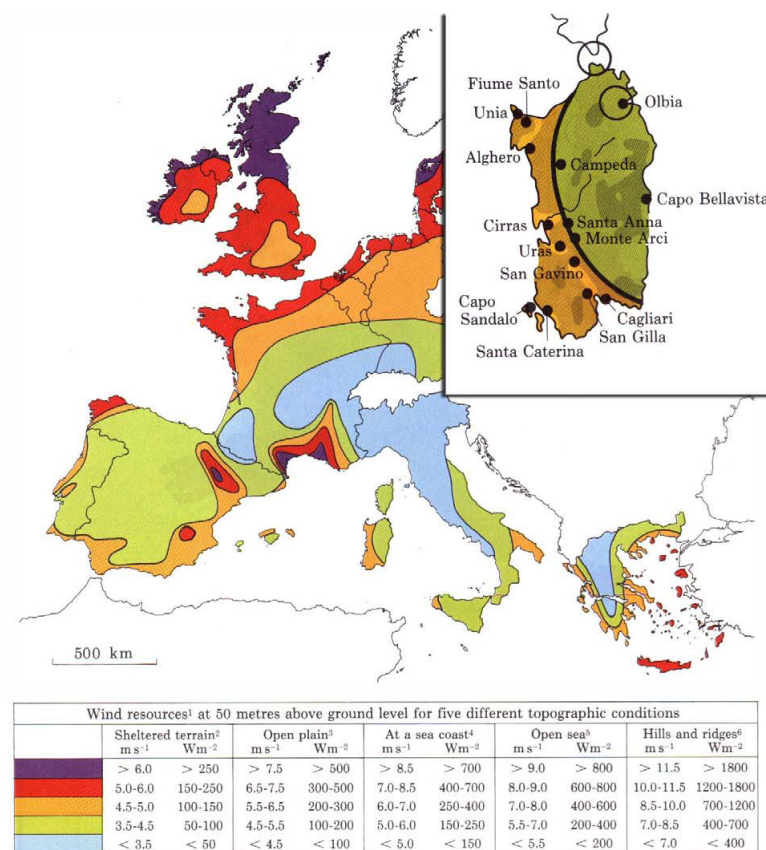 Fiume Santo
Unia
Olbia
Alghero
Campeda
Capo Bellavista
Cirras
Santa Anna
Monte Arci
Uras
San Gavino
Capo
Sandalo
Cagliari
San Gilla
Santa Caterina
500 km
Wind resources¹ at 50 metres above ground level for five different topographic conditions
Sheltered terrain² Open plain³ At a sea coast⁴ Open sea⁵ Hills and ridges⁶
m s⁻¹ Wm⁻² m s⁻¹ Wm⁻² m s⁻¹ Wm⁻² m s⁻¹ Wm⁻² m s⁻¹ Wm⁻²
> 6.0 > 250 > 7.5 > 500 > 8.5 > 700 > 9.0 > 800 > 11.5 > 1800
5.0-6.0 150-250 6.5-7.5 300-500 7.0-8.5 400-700 8.0-9.0 600-800 10.0-11.5 1200-1800
4.5-5.0 100-150 5.5-6.5 200-300 6.0-7.0 250-400 7.0-8.0 400-600 8.5-10.0 700-1200
3.5-4.5 50-100 4.5-5.5 100-200 5.0-6.0 150-250 5.5-7.0 200-400 7.0-8.5 400-700
< 3.5 < 50 < 4.5 < 100 < 5.0 < 150 < 5.5 < 200 < 7.0 < 400